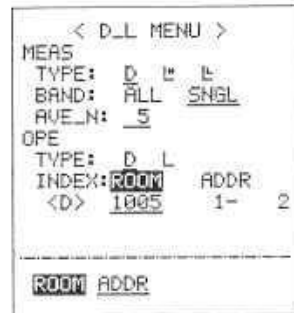 < D_L MENU >
MEAS
TYPE: D L" L
BAND: ALL SNGL
AVE_N: 5
OPE
TYPE: D L
INDEX: ROOM ADDR
<D> 1005 1- 2
ROOM ADDR